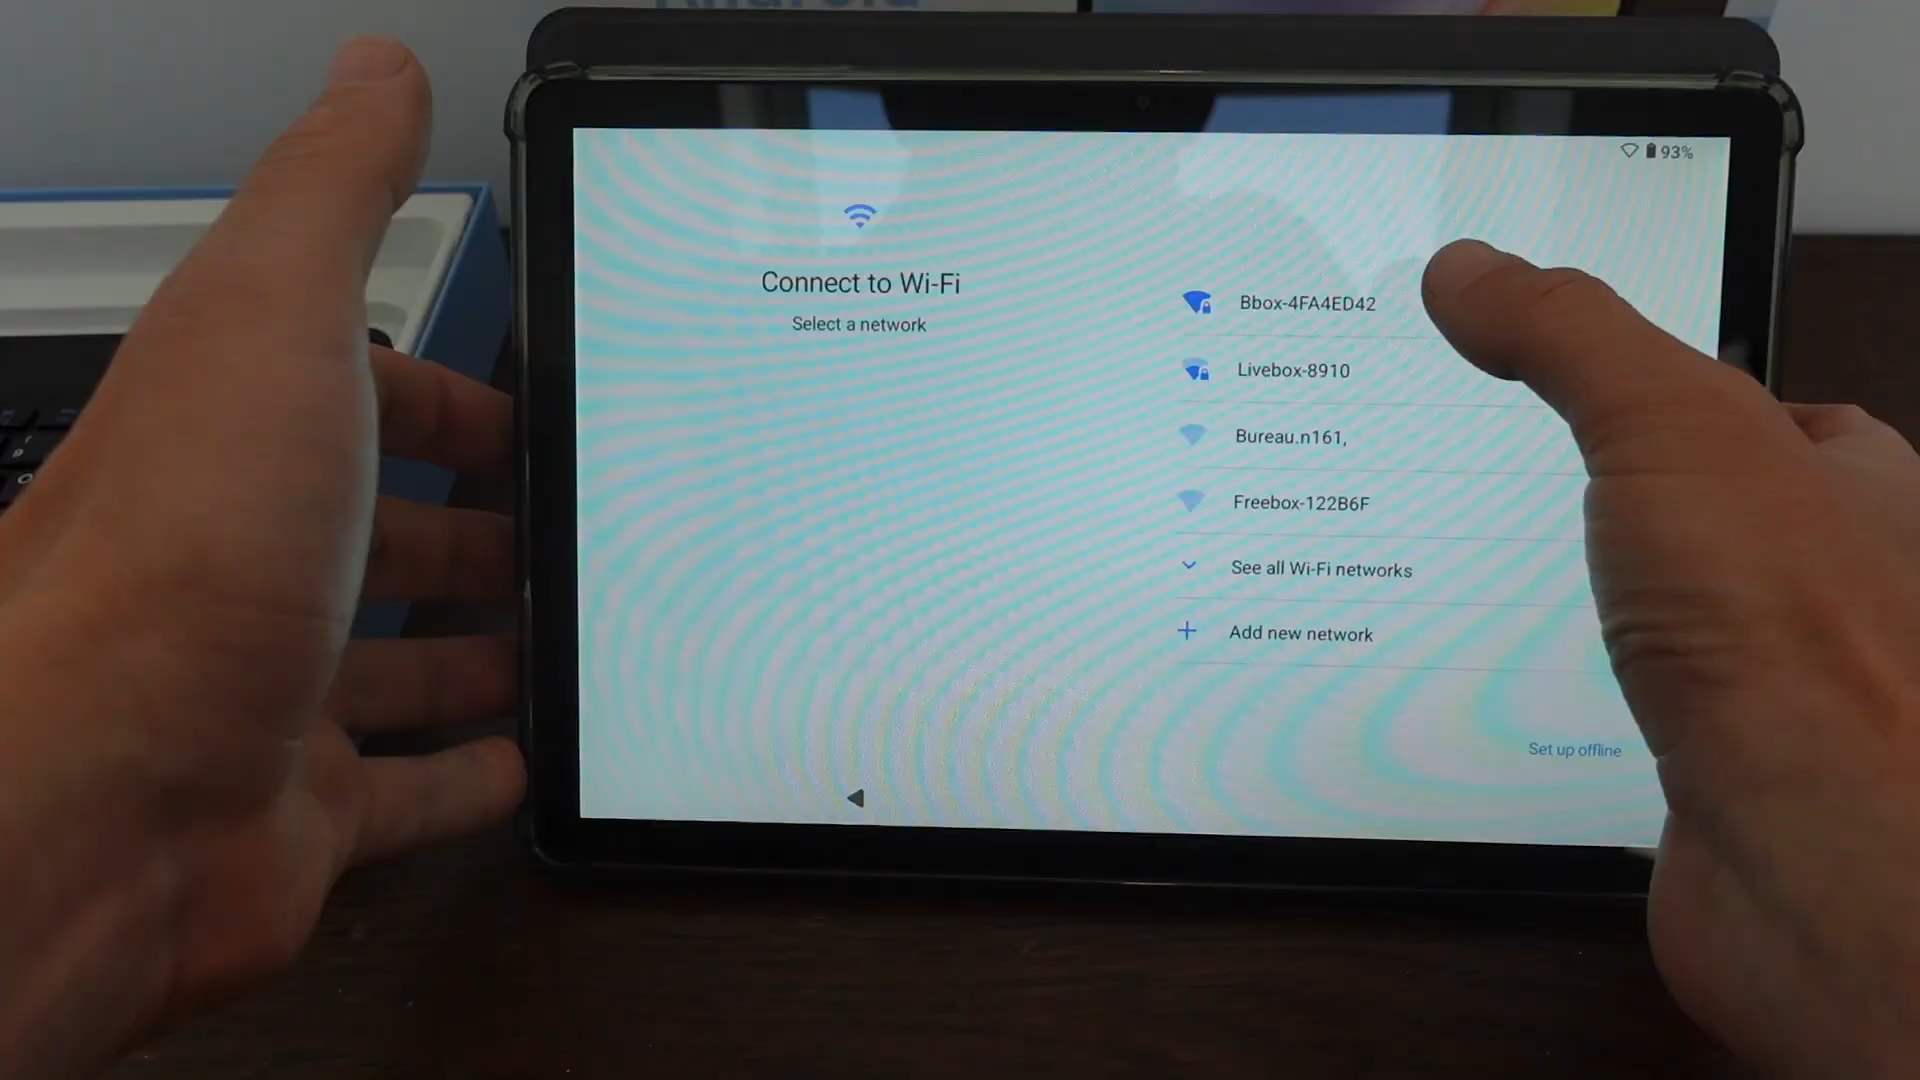 Android
93%
Connect to Wi-Fi
Select a network
Bbox-4FA4ED42
Livebox-8910
Bureau.n161,
Freebox-122B6F
See all Wi-Fi networks
Add new network
Set up offline